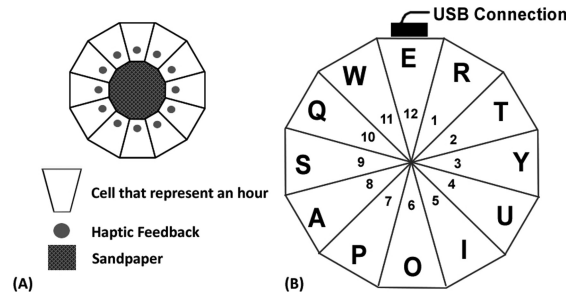 USB Connection
E
R
T
Y
U
I
O
P
A
S
Q
W
12
1
2
3
4
5
6
7
8
9
10
11
Cell that represent an hour
Haptic Feedback
Sandpaper
(A)
(B)